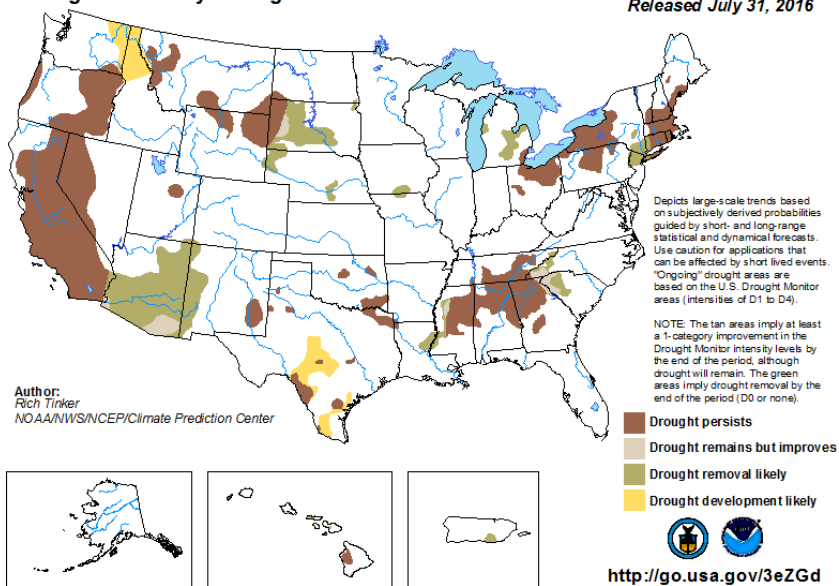 Released July 31, 2016
Depicts large-scale trends based
on subjectively derived probabilities
guided by short- and long-range
statistical and dynamical forecasts.
Use caution for applications that
can be affected by short lived events.
"Ongoing" drought areas are
based on the U.S. Drought Monitor
areas (intensities of D1 to D4).
NOTE: The tan areas imply at least
a 1-category improvement in the
Drought Monitor intensity levels by
the end of the period, although
drought will remain. The green
areas imply drought removal by the
end of the period (D0 or none).
Author:
Rich Tinker
NOAA/NWS/NCEP/Climate Prediction Center
Drought persists
Drought remains but improves
Drought removal likely
Drought development likely
http://go.usa.gov/3eZGd